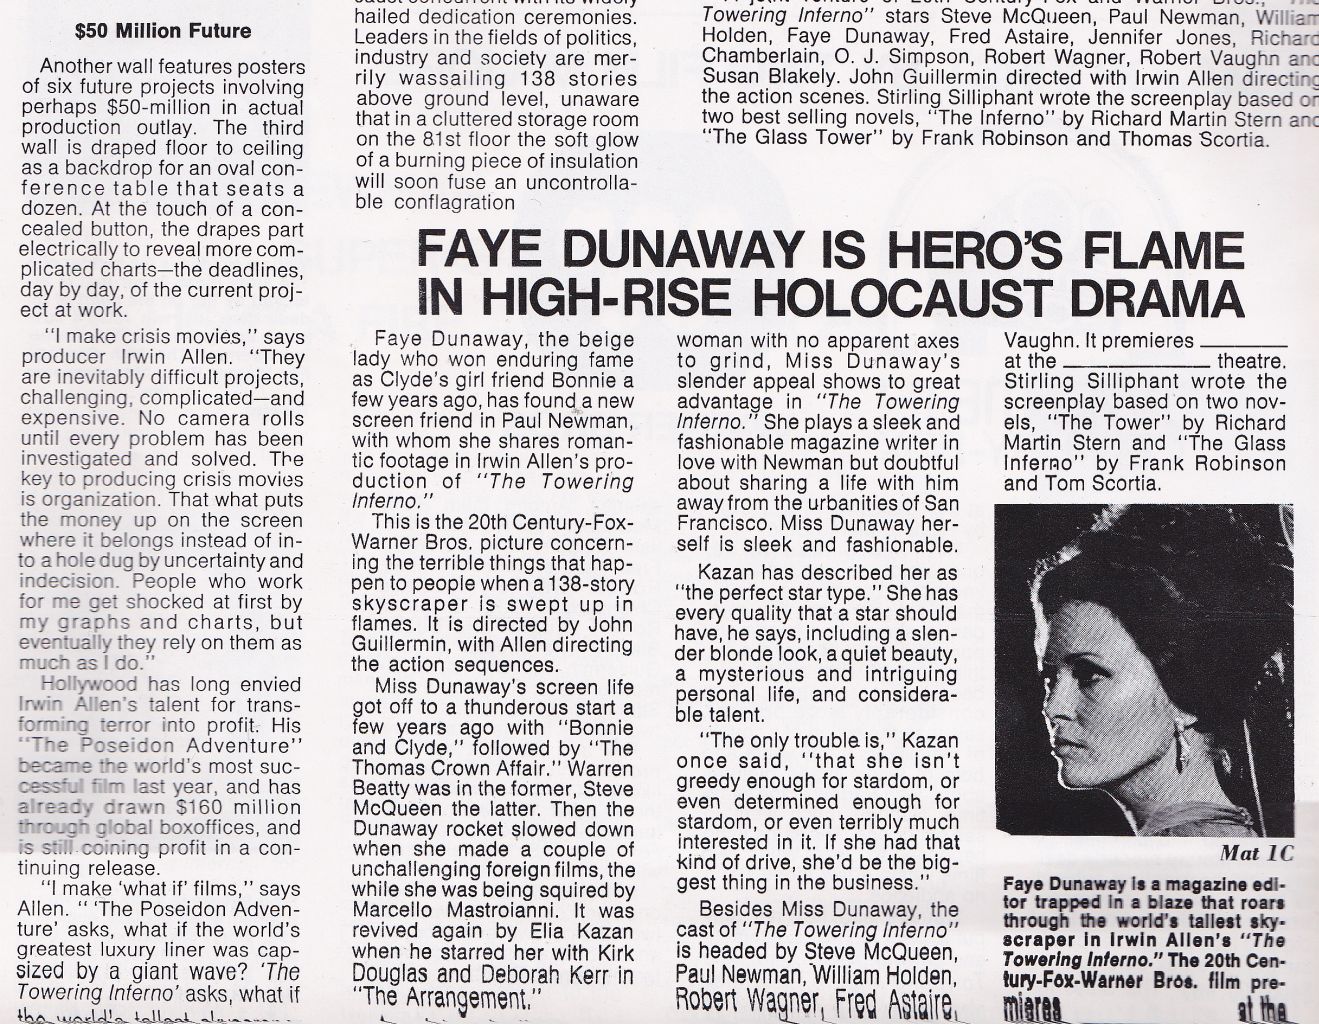 $50 Million Future
Another wall features posters
of six future projects involving
perhaps $50-million in actual
production outlay. The third
wall is draped floor to ceiling
as a backdrop for an oval con-
ference table that seats a
dozen. At the touch of a con-
cealed button, the drapes part
electrically to reveal more com-
plicated charts—the deadlines,
day by day, of the current proj-
ect at work.
"I make crisis movies," says
producer Irwin Allen. "They
are inevitably difficult projects,
challenging, complicated—and
expensive. No camera rolls
until every problem has been
investigated and solved. The
key to producing crisis movies
is organization. That what puts
the money up on the screen
where it belongs instead of in-
to a hole dug by uncertainty and
indecision. People who work
for me get shocked at first by
my graphs and charts, but
eventually they rely on them as
much as I do."
Hollywood has long envied
Irwin Allen's talent for trans-
forming terror into profit. His
"The Poseidon Adventure"
became the world's most suc-
cessful film last year, and has
already drawn $160 million
through global boxoffices, and
is still coining profit in a con-
tinuing release.
"I make 'what if' films," says
Allen. " 'The Poseidon Adven-
ture' asks, what if the world's
greatest luxury liner was cap-
sized by a giant wave? 'The
Towering Inferno' asks, what if
the world's tallest
hailed dedication ceremonies.
Leaders in the fields of politics,
industry and society are mer-
rily wassailing 138 stories
above ground level, unaware
that in a cluttered storage room
on the 81st floor the soft glow
of a burning piece of insulation
will soon fuse an uncontrolla-
ble conflagration
Towering Inferno" stars Steve McQueen, Paul Newman, William
Holden, Faye Dunaway, Fred Astaire, Jennifer Jones, Richard
Chamberlain, O. J. Simpson, Robert Wagner, Robert Vaughn and
Susan Blakely. John Guillermin directed with Irwin Allen directing
the action scenes. Stirling Silliphant wrote the screenplay based on
two best selling novels, "The Inferno" by Richard Martin Stern and
"The Glass Tower" by Frank Robinson and Thomas Scortia.
FAYE DUNAWAY IS HERO'S FLAME
IN HIGH-RISE HOLOCAUST DRAMA
Faye Dunaway, the beige
lady who won enduring fame
as Clyde's girl friend Bonnie a
few years ago, has found a new
screen friend in Paul Newman,
with whom she shares roman-
tic footage in Irwin Allen's pro-
duction of "The Towering
Inferno."
This is the 20th Century-Fox-
Warner Bros. picture concern-
ing the terrible things that hap-
pen to people when a 138-story
skyscraper is swept up in
flames. It is directed by John
Guillermin, with Allen directing
the action sequences.
Miss Dunaway's screen life
got off to a thunderous start a
few years ago with "Bonnie
and Clyde," followed by "The
Thomas Crown Affair." Warren
Beatty was in the former, Steve
McQueen the latter. Then the
Dunaway rocket slowed down
when she made a couple of
unchallenging foreign films, the
while she was being squired by
Marcello Mastroianni. It was
revived again by Elia Kazan
when he starred her with Kirk
Douglas and Deborah Kerr in
"The Arrangement."
woman with no apparent axes
to grind, Miss Dunaway's
slender appeal shows to great
advantage in "The Towering
Inferno." She plays a sleek and
fashionable magazine writer in
love with Newman but doubtful
about sharing a life with him
away from the urbanities of San
Francisco. Miss Dunaway her-
self is sleek and fashionable.
Kazan has described her as
"the perfect star type." She has
every quality that a star should
have, he says, including a slen-
der blonde look, a quiet beauty,
a mysterious and intriguing
personal life, and considera-
ble talent.
"The only trouble is," Kazan
once said, "that she isn't
greedy enough for stardom, or
even determined enough for
stardom, or even terribly much
interested in it. If she had that
kind of drive, she'd be the big-
gest thing in the business."
Besides Miss Dunaway, the
cast of "The Towering Inferno"
is headed by Steve McQueen,
Paul Newman, William Holden,
Robert Wagner, Fred Astaire,
Vaughn. It premieres ________
at the ______________ theatre.
Stirling Silliphant wrote the
screenplay based on two nov-
els, "The Tower" by Richard
Martin Stern and "The Glass
Inferno" by Frank Robinson
and Tom Scortia.
Mat 1C
Faye Dunaway is a magazine edi-
tor trapped in a blaze that roars
through the world's tallest sky-
scraper in Irwin Allen's "The
Towering Inferno." The 20th Cen-
tury-Fox-Warner Bros. film pre-
mieres at the